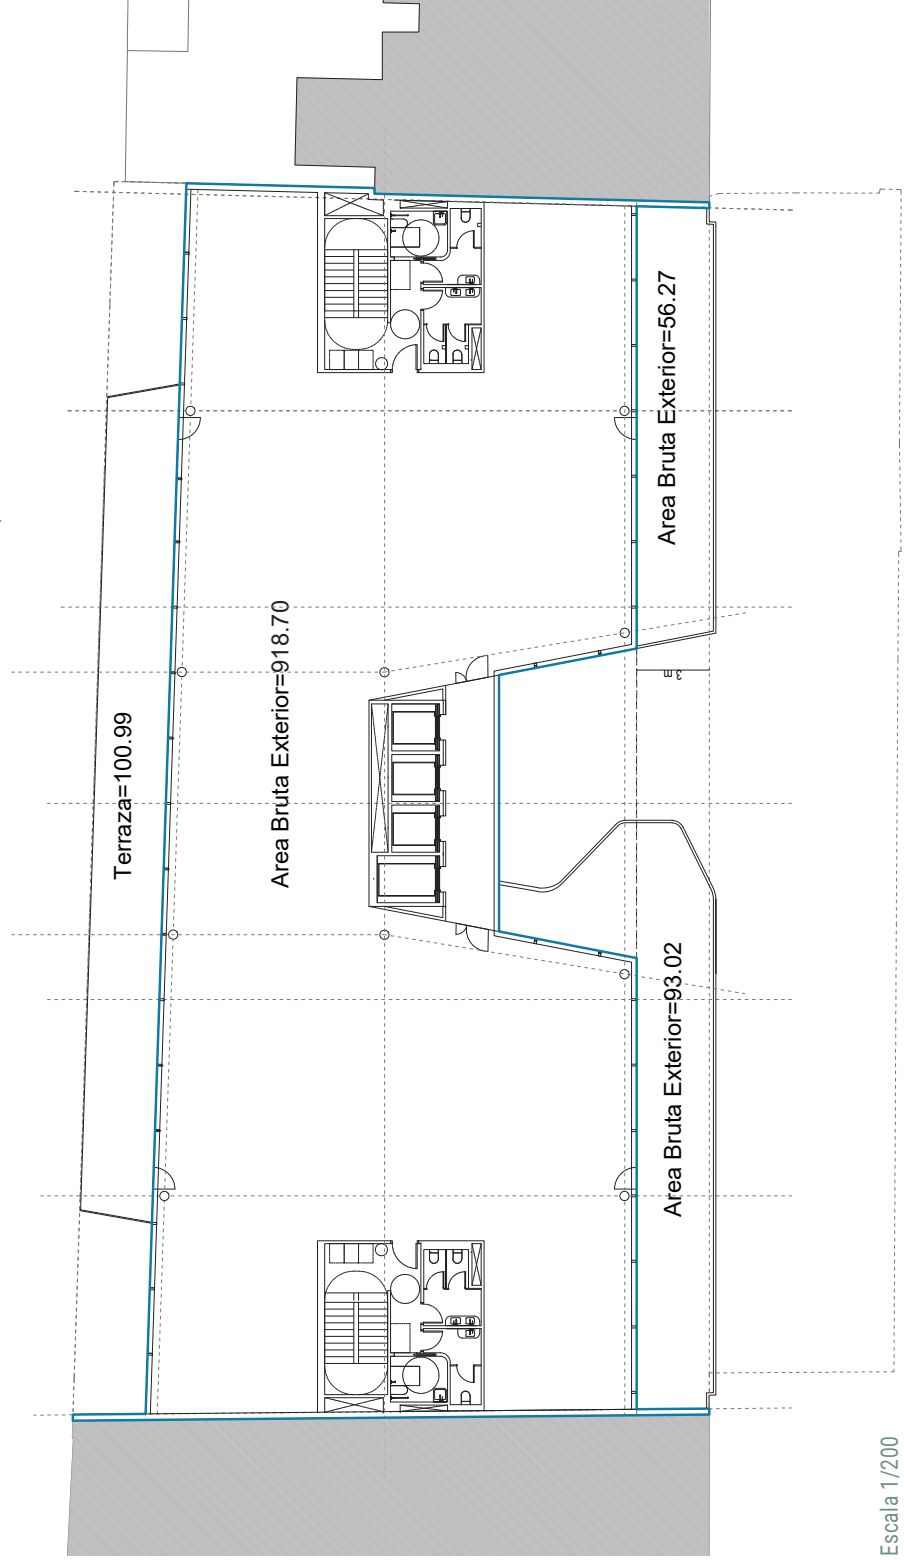 Terraza=100.99
Area Bruta Exterior=918.70
Area Bruta Exterior=56.27
Area Bruta Exterior=93.02
3 m
Escala 1/200